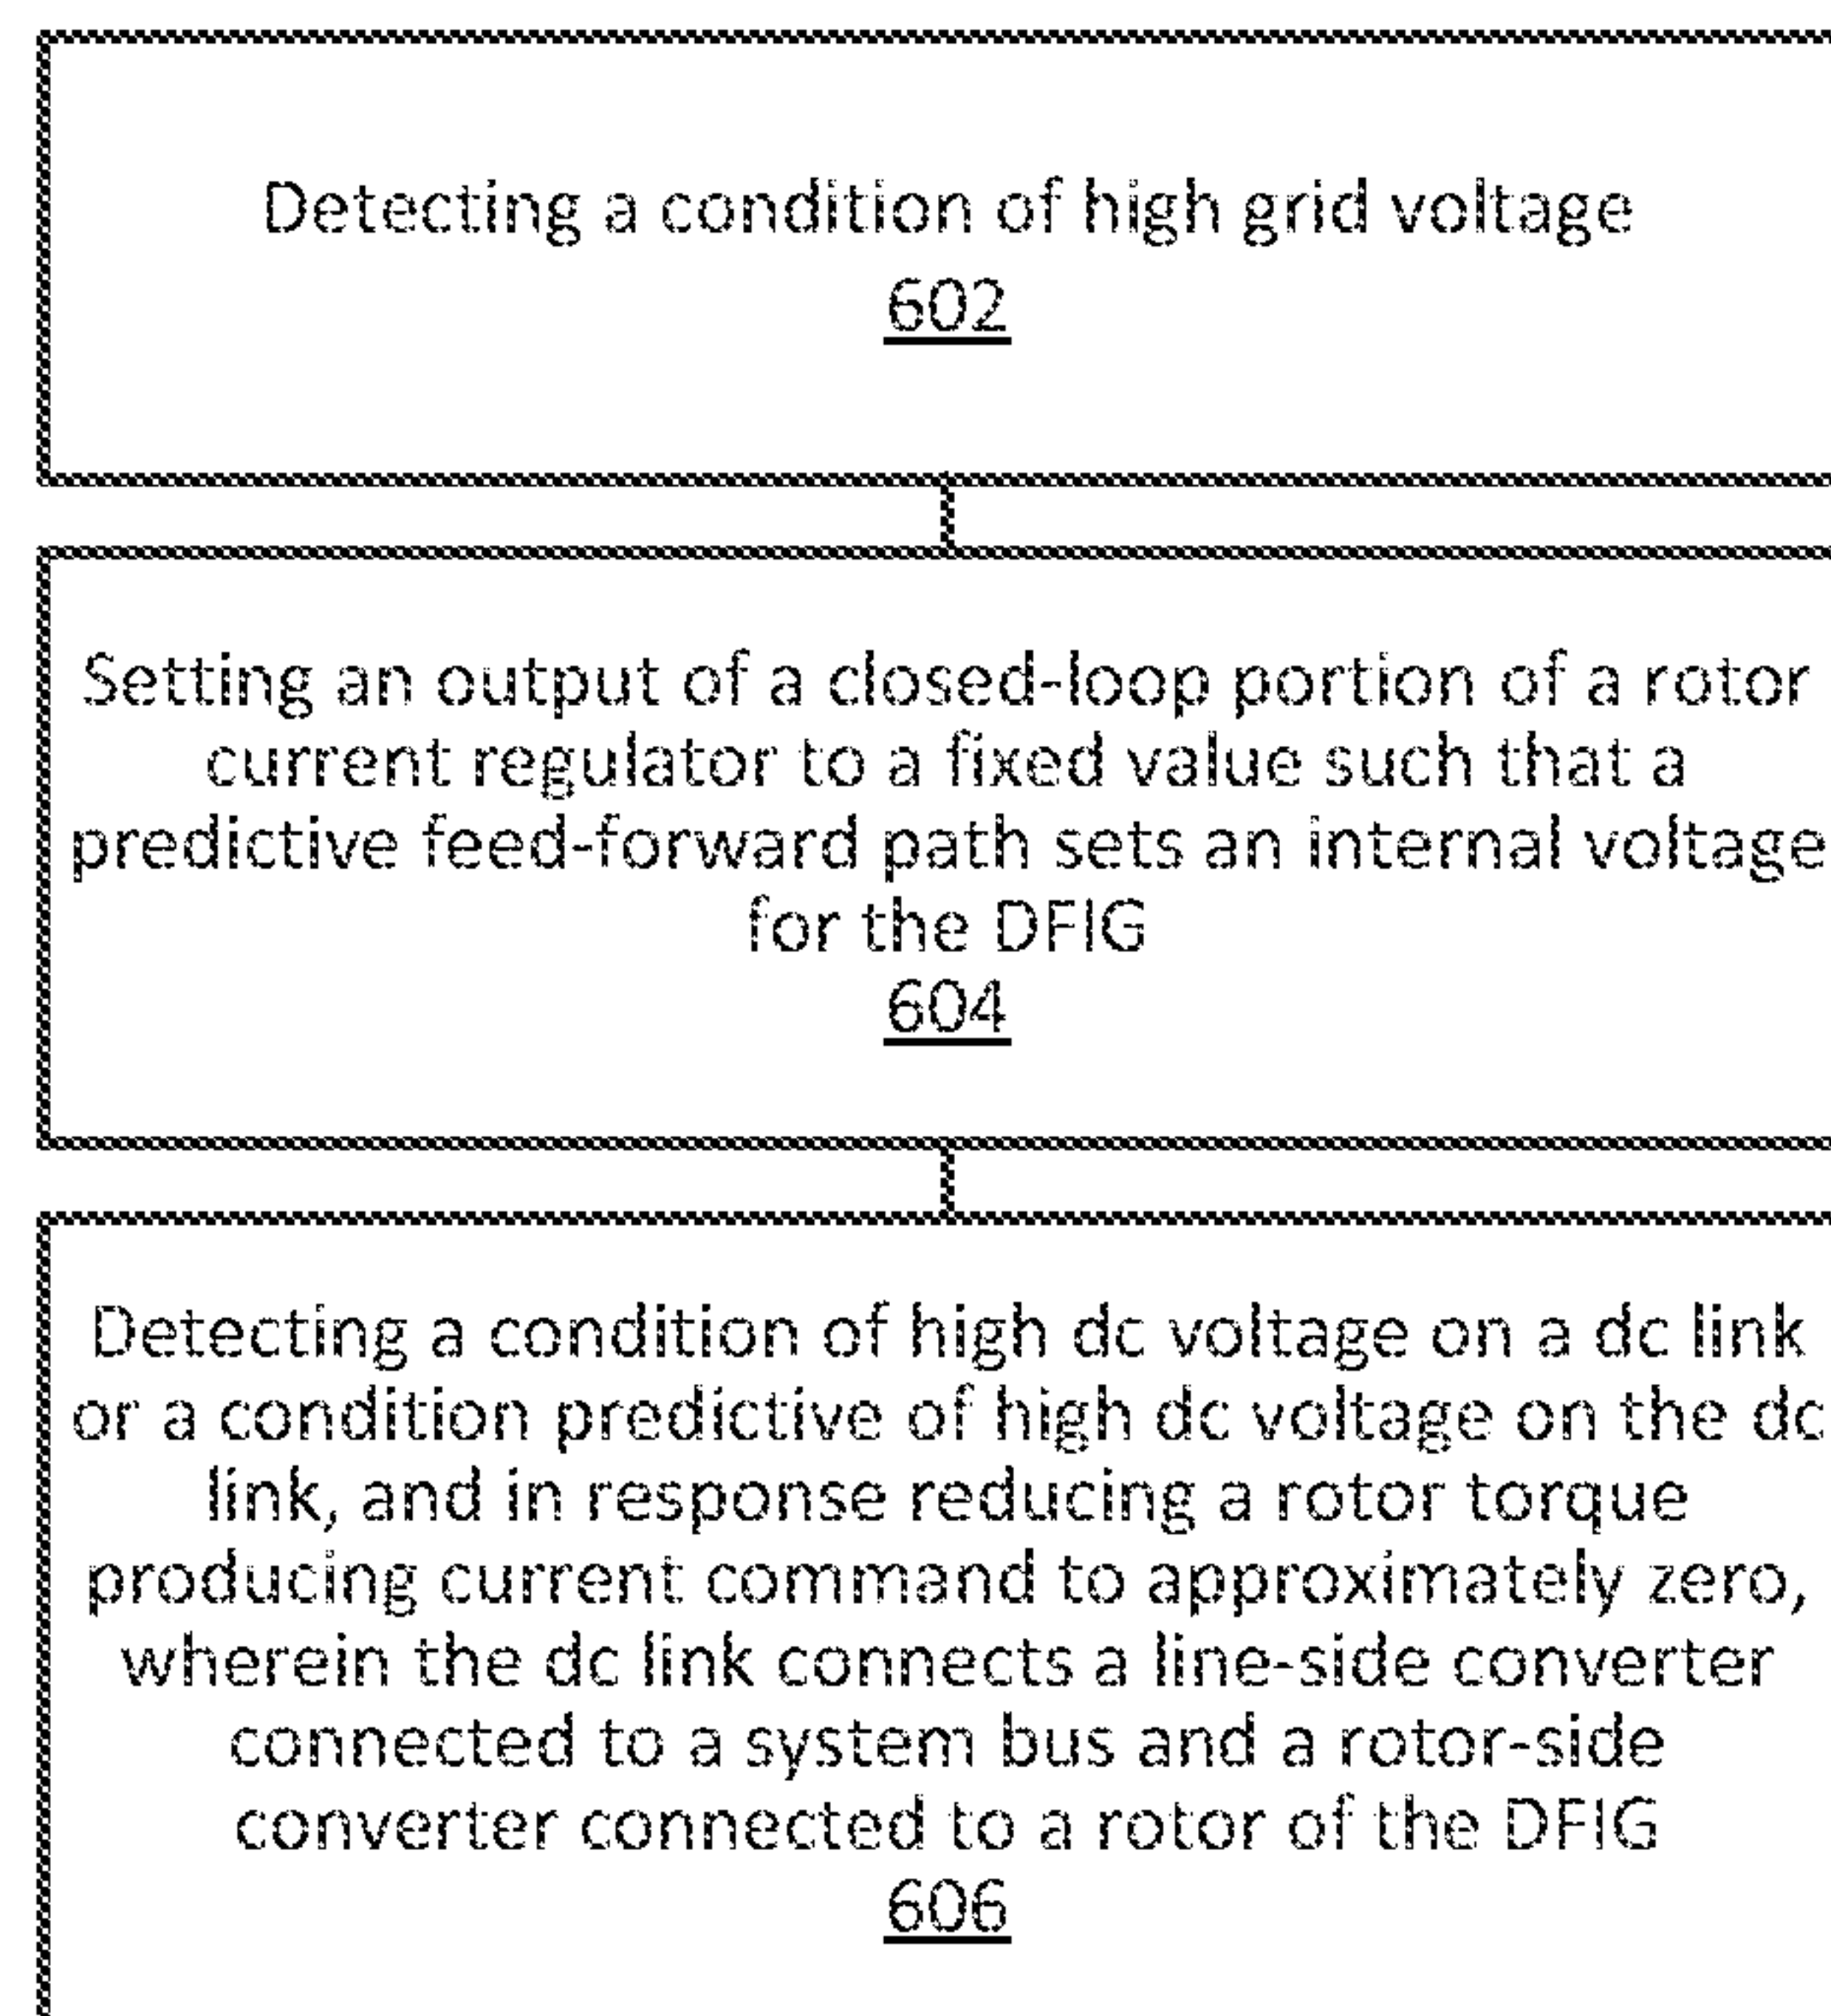 Detecting a condition of high grid voltage
602
Setting an output of a closed-loop portion of a rotor
current regulator to a fixed value such that a
predictive feed-forward path sets an internal voltage
for the DFIG
604
Detecting a condition of high dc voltage on a dc link
or a condition predictive of high dc voltage on the dc
link, and in response reducing a rotor torque
producing current command to approximately zero,
wherein the dc link connects a line-side converter
connected to a system bus and a rotor-side
converter connected to a rotor of the DFIG
606